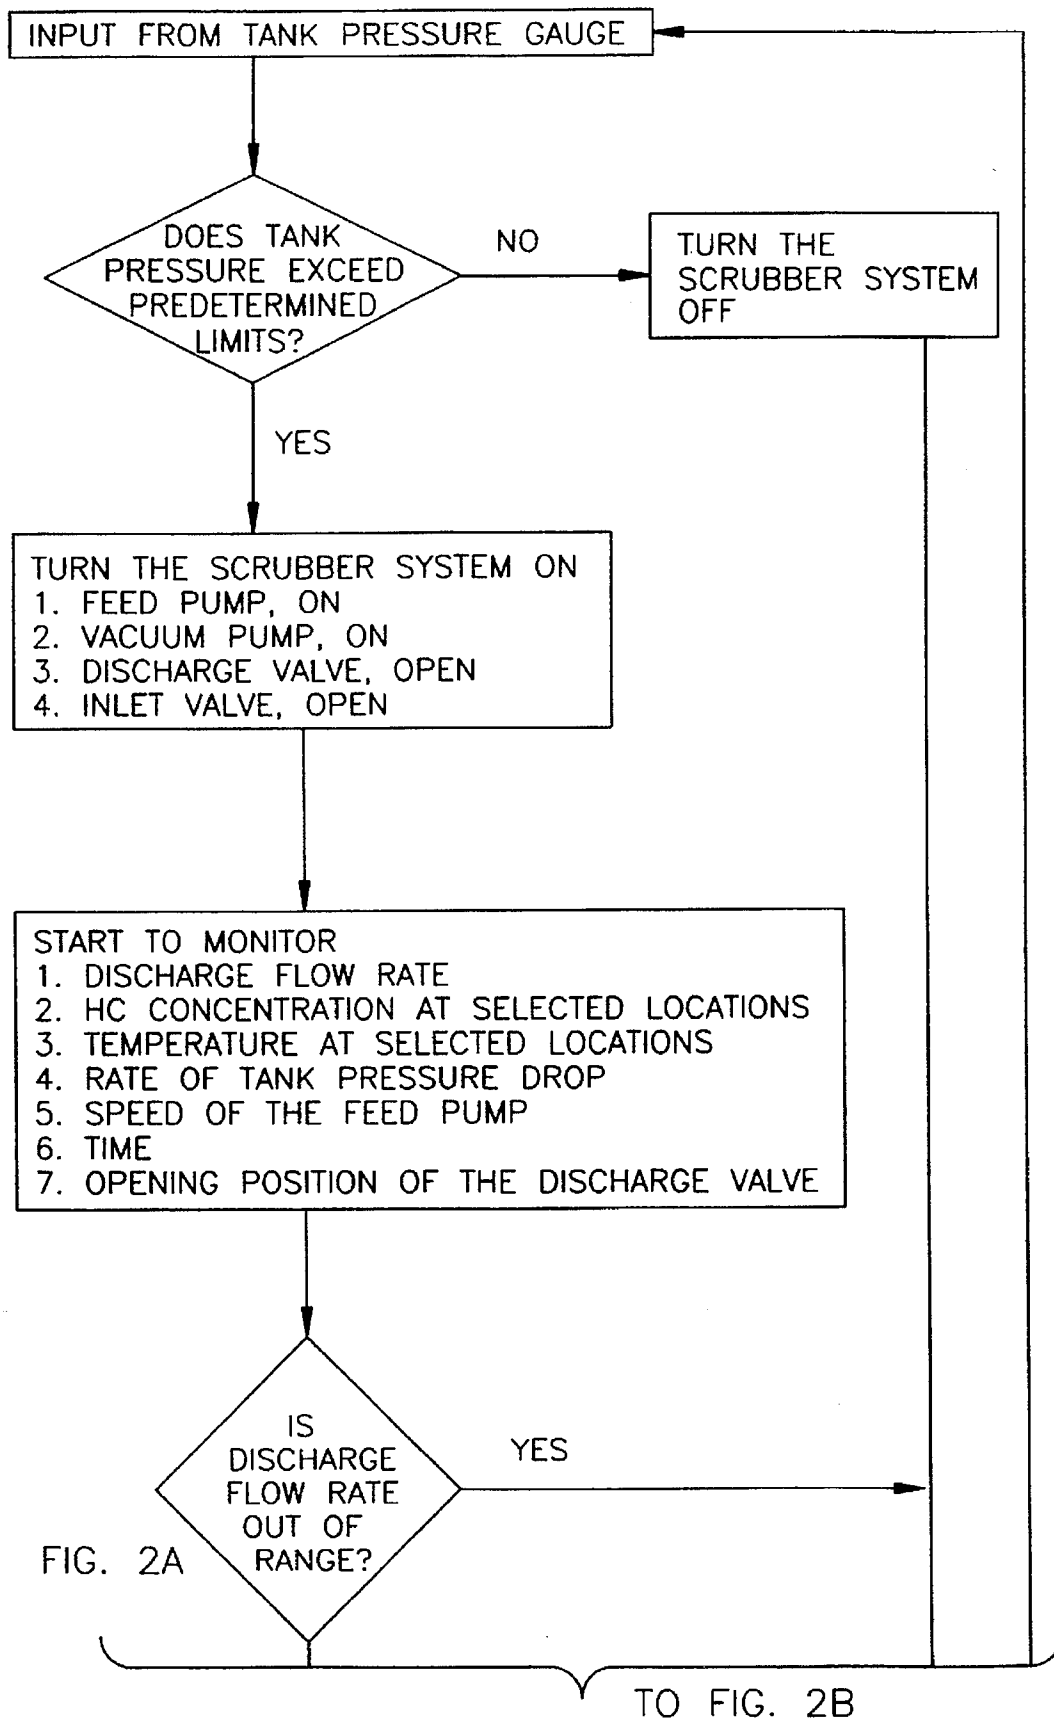 INPUT FROM TANK PRESSURE GAUGE
DOES TANK
PRESSURE EXCEED
PREDETERMINED
LIMITS?
NO
TURN THE
SCRUBBER SYSTEM
OFF
YES
TURN THE SCRUBBER SYSTEM ON
1. FEED PUMP, ON
2. VACUUM PUMP, ON
3. DISCHARGE VALVE, OPEN
4. INLET VALVE, OPEN
START TO MONITOR
1. DISCHARGE FLOW RATE
2. HC CONCENTRATION AT SELECTED LOCATIONS
3. TEMPERATURE AT SELECTED LOCATIONS
4. RATE OF TANK PRESSURE DROP
5. SPEED OF THE FEED PUMP
6. TIME
7. OPENING POSITION OF THE DISCHARGE VALVE
IS
DISCHARGE
FLOW RATE
OUT OF
RANGE?
YES
FIG. 2A
TO FIG. 2B